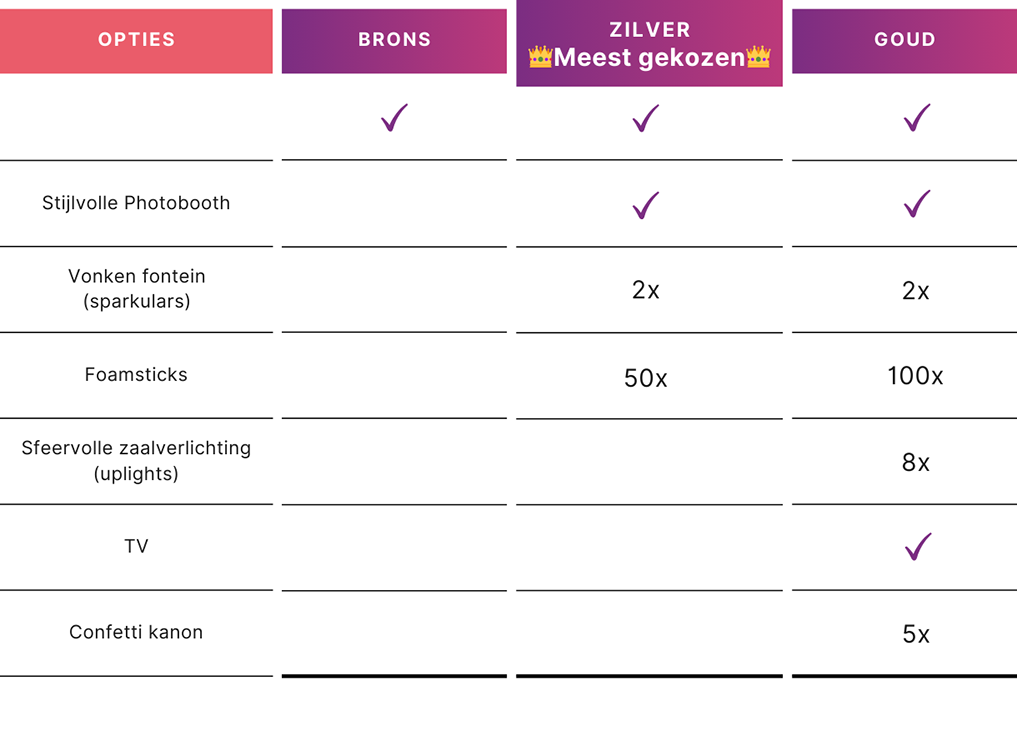 OPTIES
BRONS
ZILVER
👑Meest gekozen👑
GOUD
✓ ✓ ✓
Stijlvolle Photobooth ✓ ✓
Vonken fontein
(sparkulars)
2x 2x
Foamsticks 50x 100x
Sfeervolle zaalverlichting
(uplights)
8x
TV ✓
Confetti kanon 5x